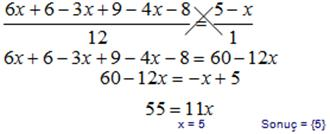 6x + 6 − 3x + 9 − 4x − 8 = 5 − x
12 1
6x + 6 − 3x + 9 − 4x − 8 = 60 − 12x
60 − 12x = −x + 5
55 = 11x
x = 5 Sonuç = {5}